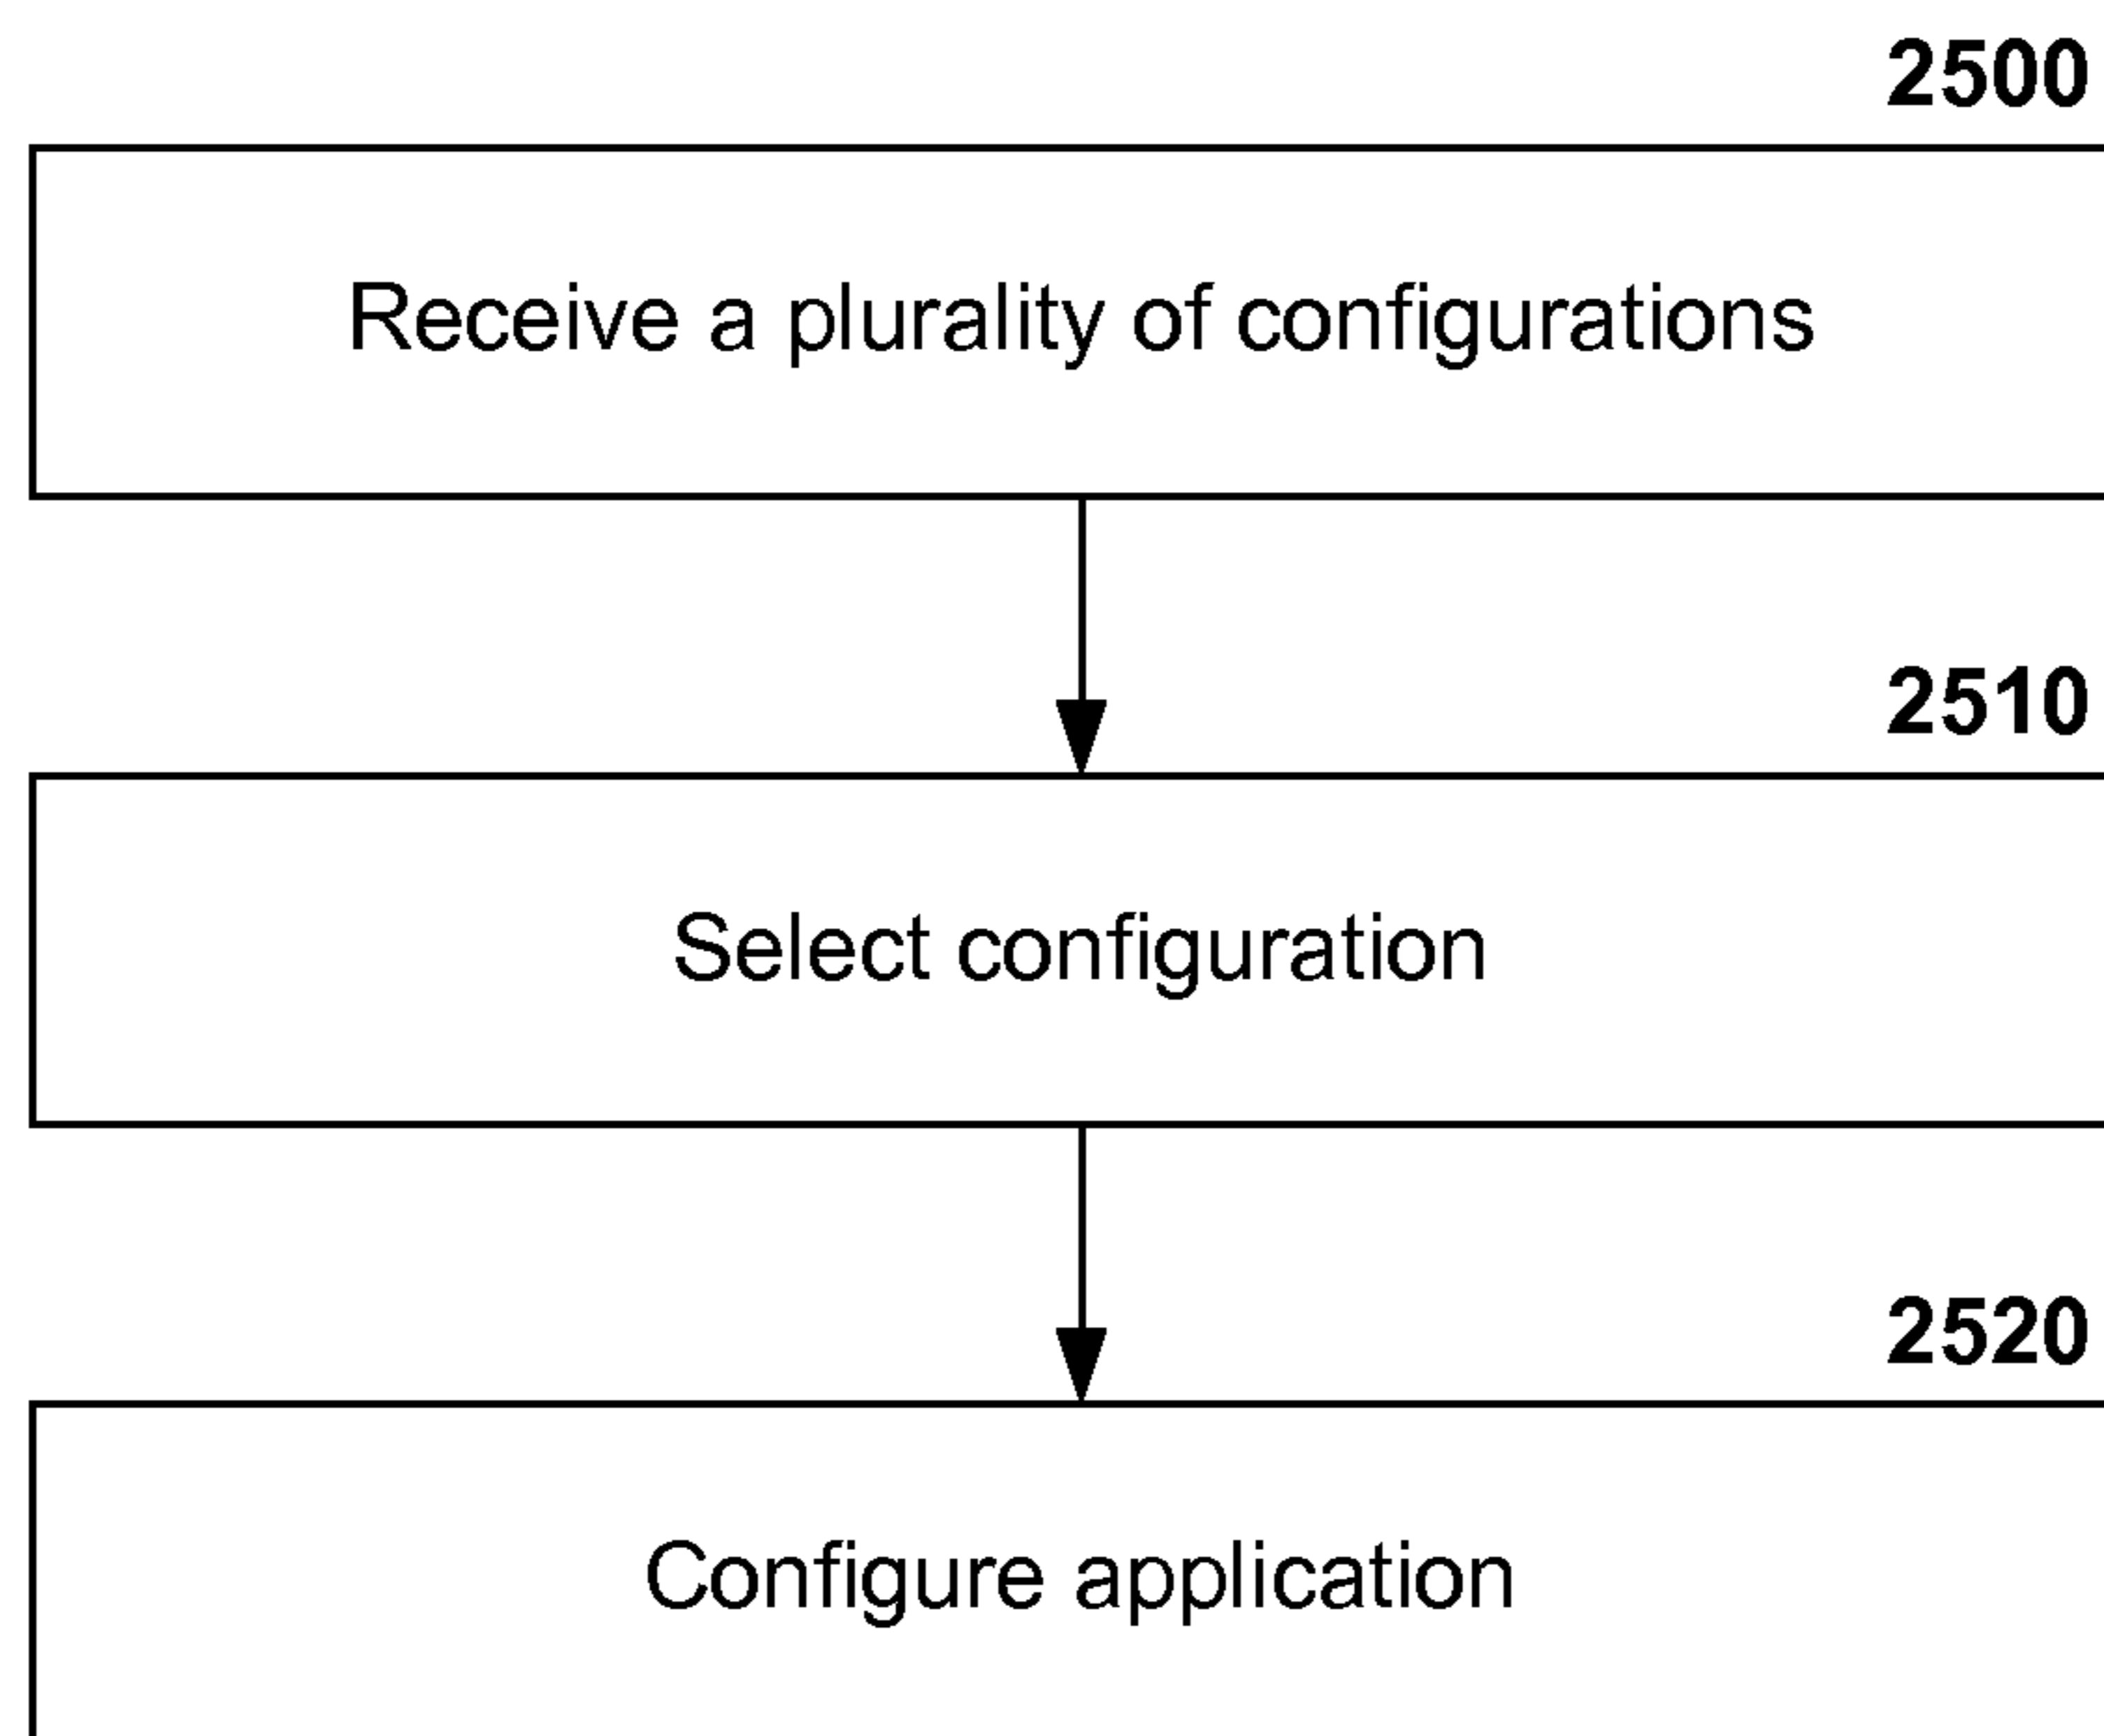 2500
Receive a plurality of configurations
2510
Select configuration
2520
Configure application